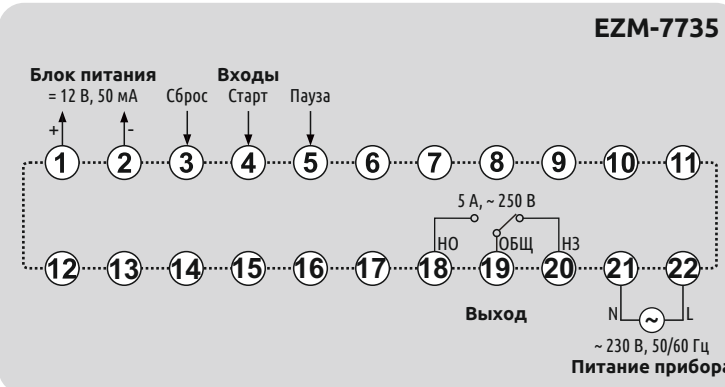 EZM-7735
Блок питания Входы
= 12 В, 50 мА Сброс Старт Пауза
+ -
1 2 3 4 5 6 7 8 9 10 11
5 А, ~ 250 В
НО ОБЩ НЗ
12 13 14 15 16 17 18 19 20 21 22
Выход N ~ L
~ 230 В, 50/60 Гц
Питание прибора